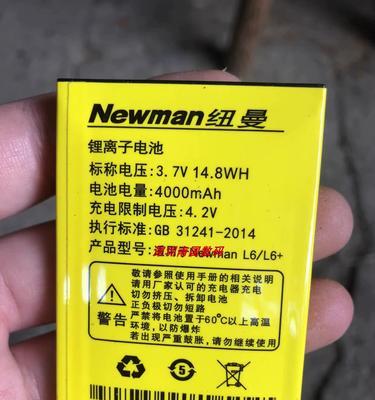 Newman纽曼
锂离子电池
标称电压:3.7V 14.8WH
电池电量:4000mAh
充电限制电压:4.2V
执行标准:GB 31241-2014
产品型号: Newman L6/L6+
敬请参照使用手册的相关说明
请用厂家认可的充电器充电
切勿挤压、拆卸电池
正负极切勿短路
严禁将电池置于60℃以上高温
环境,以防爆炸
若出现严重鼓胀,请勿继续使用
警告
5